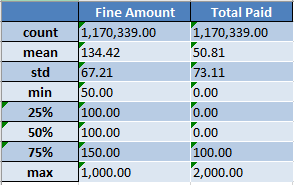 Fine Amount Total Paid
count 1,170,339.00 1,170,339.00
mean 134.42 50.81
std 67.21 73.11
min 50.00 0.00
25% 100.00 0.00
50% 100.00 0.00
75% 150.00 100.00
max 1,000.00 2,000.00